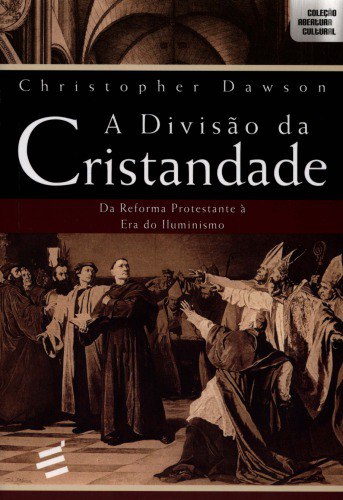 COLEÇÃO
ABERTURA
CULTURAL
Christopher Dawson
A Divisão da
Cristandade
Da Reforma Protestante à
Era do Iluminismo
É